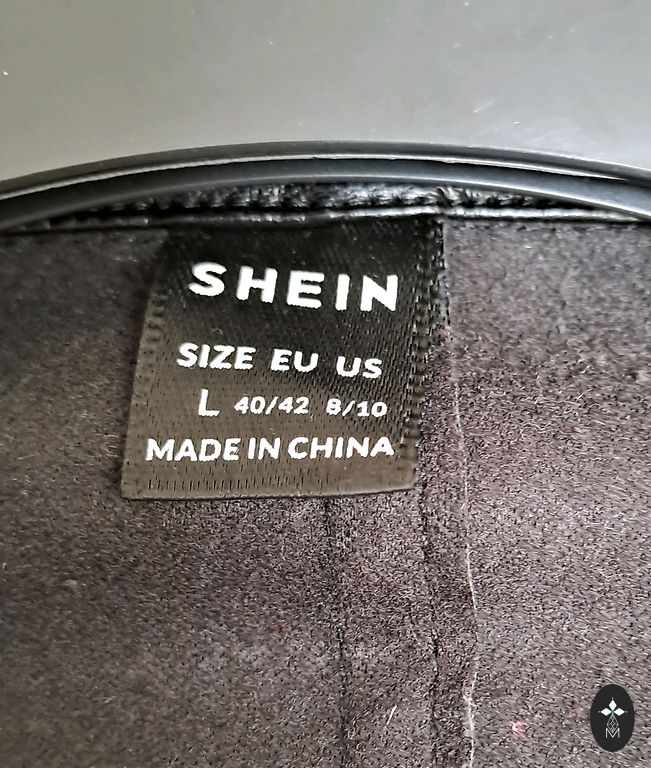 SHEIN
SIZE EU US
L 40/42 8/10
MADE IN CHINA
M